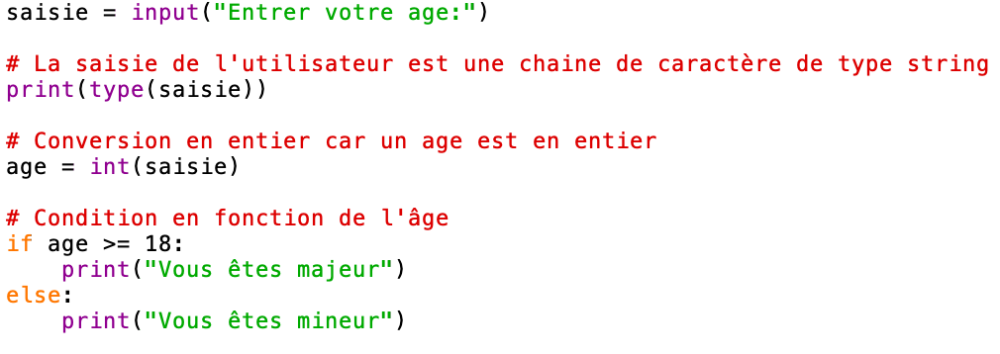 saisie = input("Entrer votre age:")
# La saisie de l'utilisateur est une chaine de caractère de type string
print(type(saisie))
# Conversion en entier car un age est en entier
age = int(saisie)
# Condition en fonction de l'âge
if age >= 18:
    print("Vous êtes majeur")
else:
    print("Vous êtes mineur")